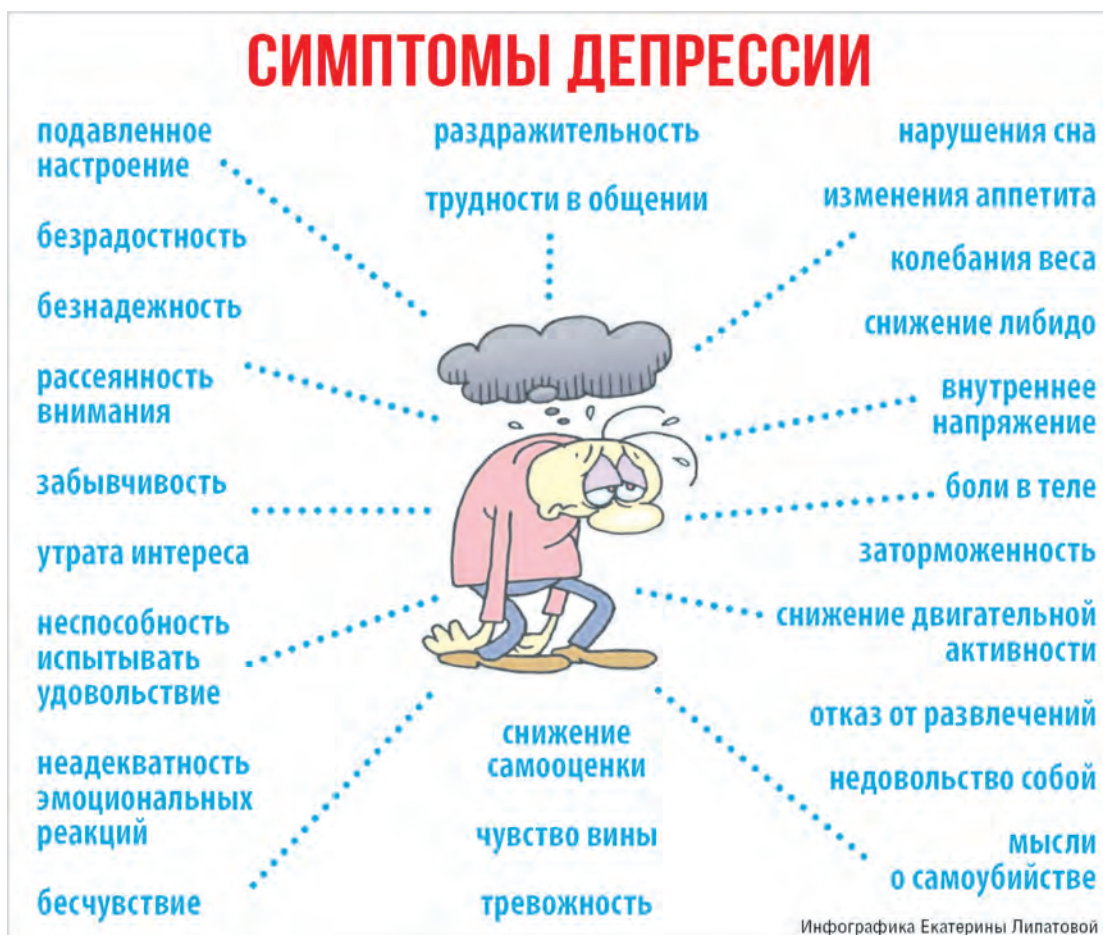 СИМПТОМЫ ДЕПРЕССИИ
подавленное
настроение
безрадостность
безнадежность
рассеянность
внимания
забывчивость
утрата интереса
неспособность
испытывать
удовольствие
неадекватность
эмоциональных
реакций
бесчувствие
раздражительность
трудности в общении
снижение
самооценки
чувство вины
тревожность
нарушения сна
изменения аппетита
колебания веса
снижение либидо
внутреннее
напряжение
боли в теле
заторможенность
снижение двигательной
активности
отказ от развлечений
недовольство собой
мысли
о самоубийстве
Инфографика Екатерины Липатовой